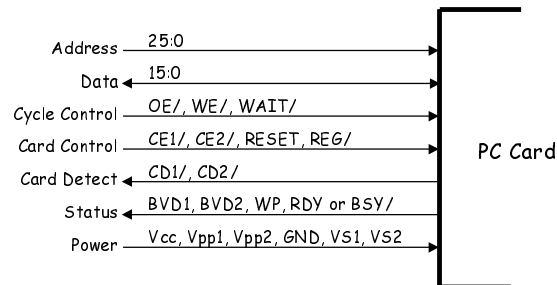 Address 25:0
Data 15:0
Cycle Control OE/, WE/, WAIT/
Card Control CE1/, CE2/, RESET, REG/
PC Card
Card Detect CD1/, CD2/
Status BVD1, BVD2, WP, RDY or BSY/
Power Vcc, Vpp1, Vpp2, GND, VS1, VS2